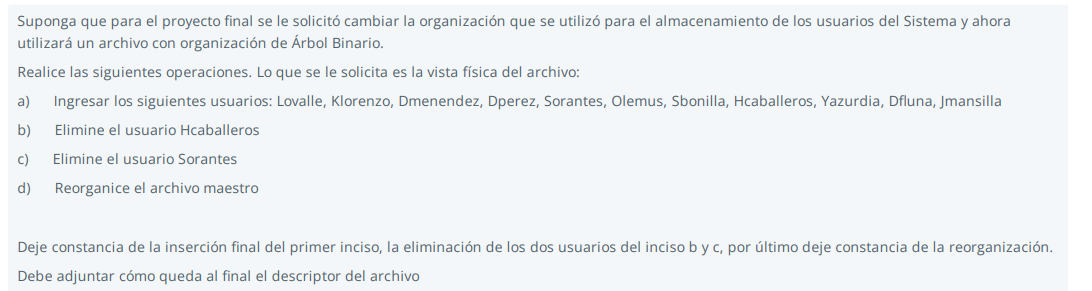 Suponga que para el proyecto final se le solicitó cambiar la organización que se utilizó para el almacenamiento de los usuarios del Sistema y ahora
utilizará un archivo con organización de Árbol Binario.
Realice las siguientes operaciones. Lo que se le solicita es la vista física del archivo:
a) Ingresar los siguientes usuarios: Lovalle, Klorenzo, Dmenendez, Dperez, Sorantes, Olemus, Sbonilla, Hcaballeros, Yazurdia, Dfluna, Jmansilla
b) Elimine el usuario Hcaballeros
c) Elimine el usuario Sorantes
d) Reorganice el archivo maestro
Deje constancia de la inserción final del primer inciso, la eliminación de los dos usuarios del inciso b y c, por último deje constancia de la reorganización.
Debe adjuntar cómo queda al final el descriptor del archivo